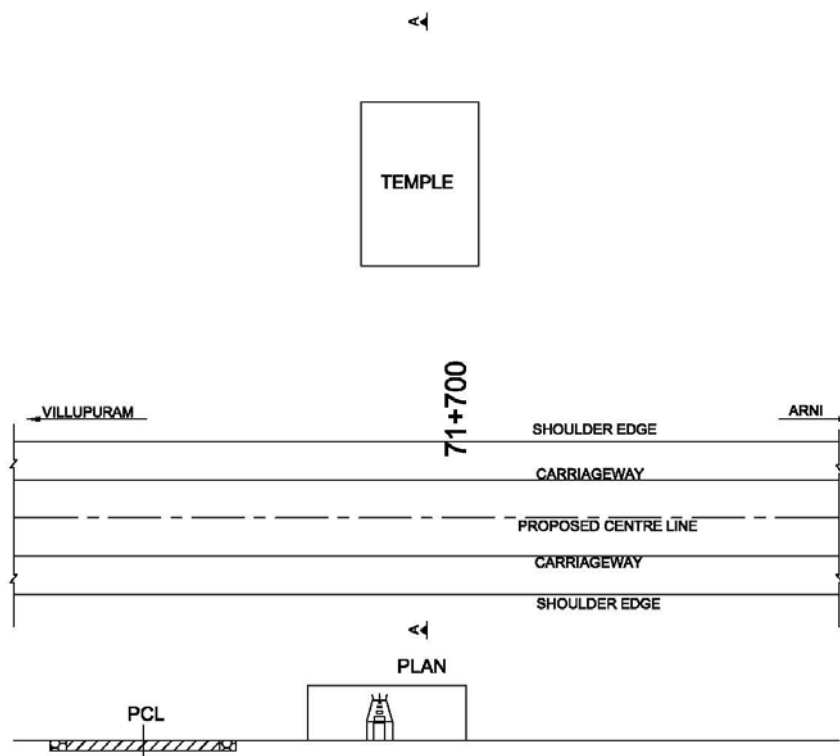 A
TEMPLE
71+700
VILLUPURAM
ARNI
SHOULDER EDGE
CARRIAGEWAY
PROPOSED CENTRE LINE
CARRIAGEWAY
SHOULDER EDGE
A
PLAN
PCL